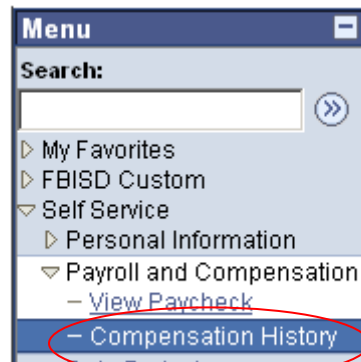 Menu
Search:
My Favorites
FBISD Custom
Self Service
Personal Information
Payroll and Compensation
View Paycheck
Compensation History